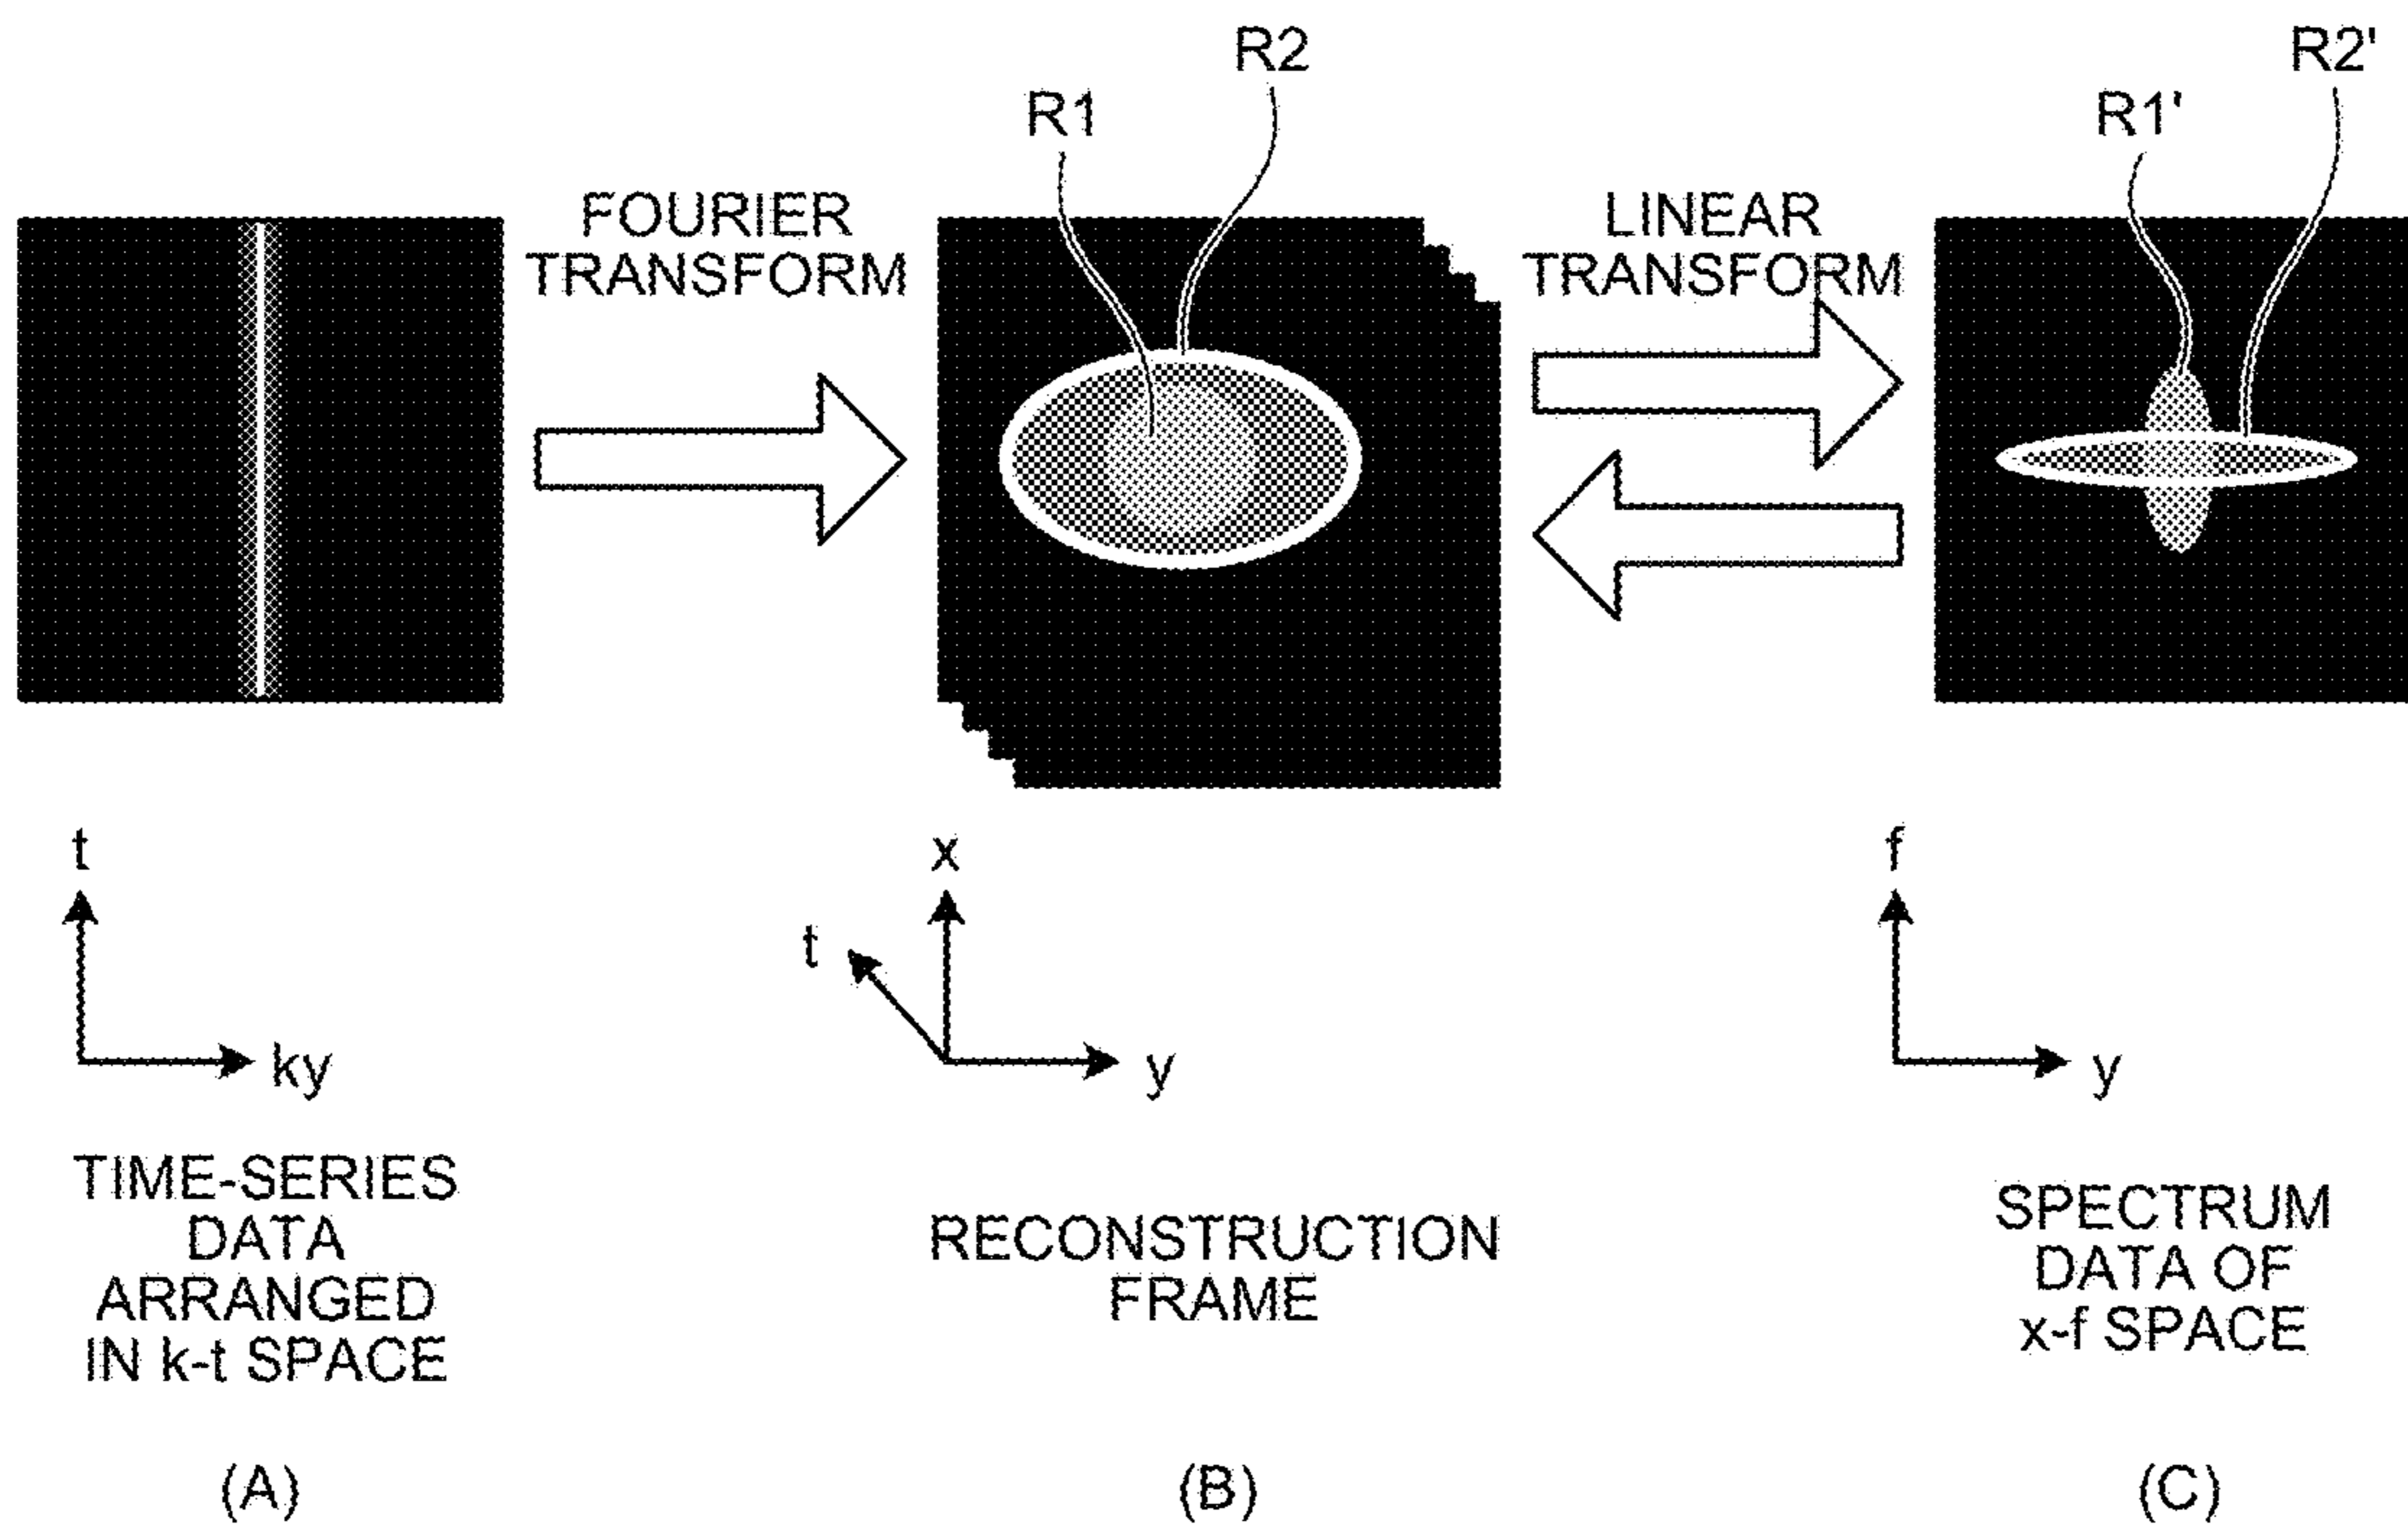 R2
R2'
R1
R1'
FOURIER
TRANSFORM
LINEAR
TRANSFORM
t
ky
x
t
y
f
y
TIME-SERIES
DATA
ARRANGED
IN k-t SPACE
RECONSTRUCTION
FRAME
SPECTRUM
DATA OF
x-f SPACE
(A)
(B)
(C)